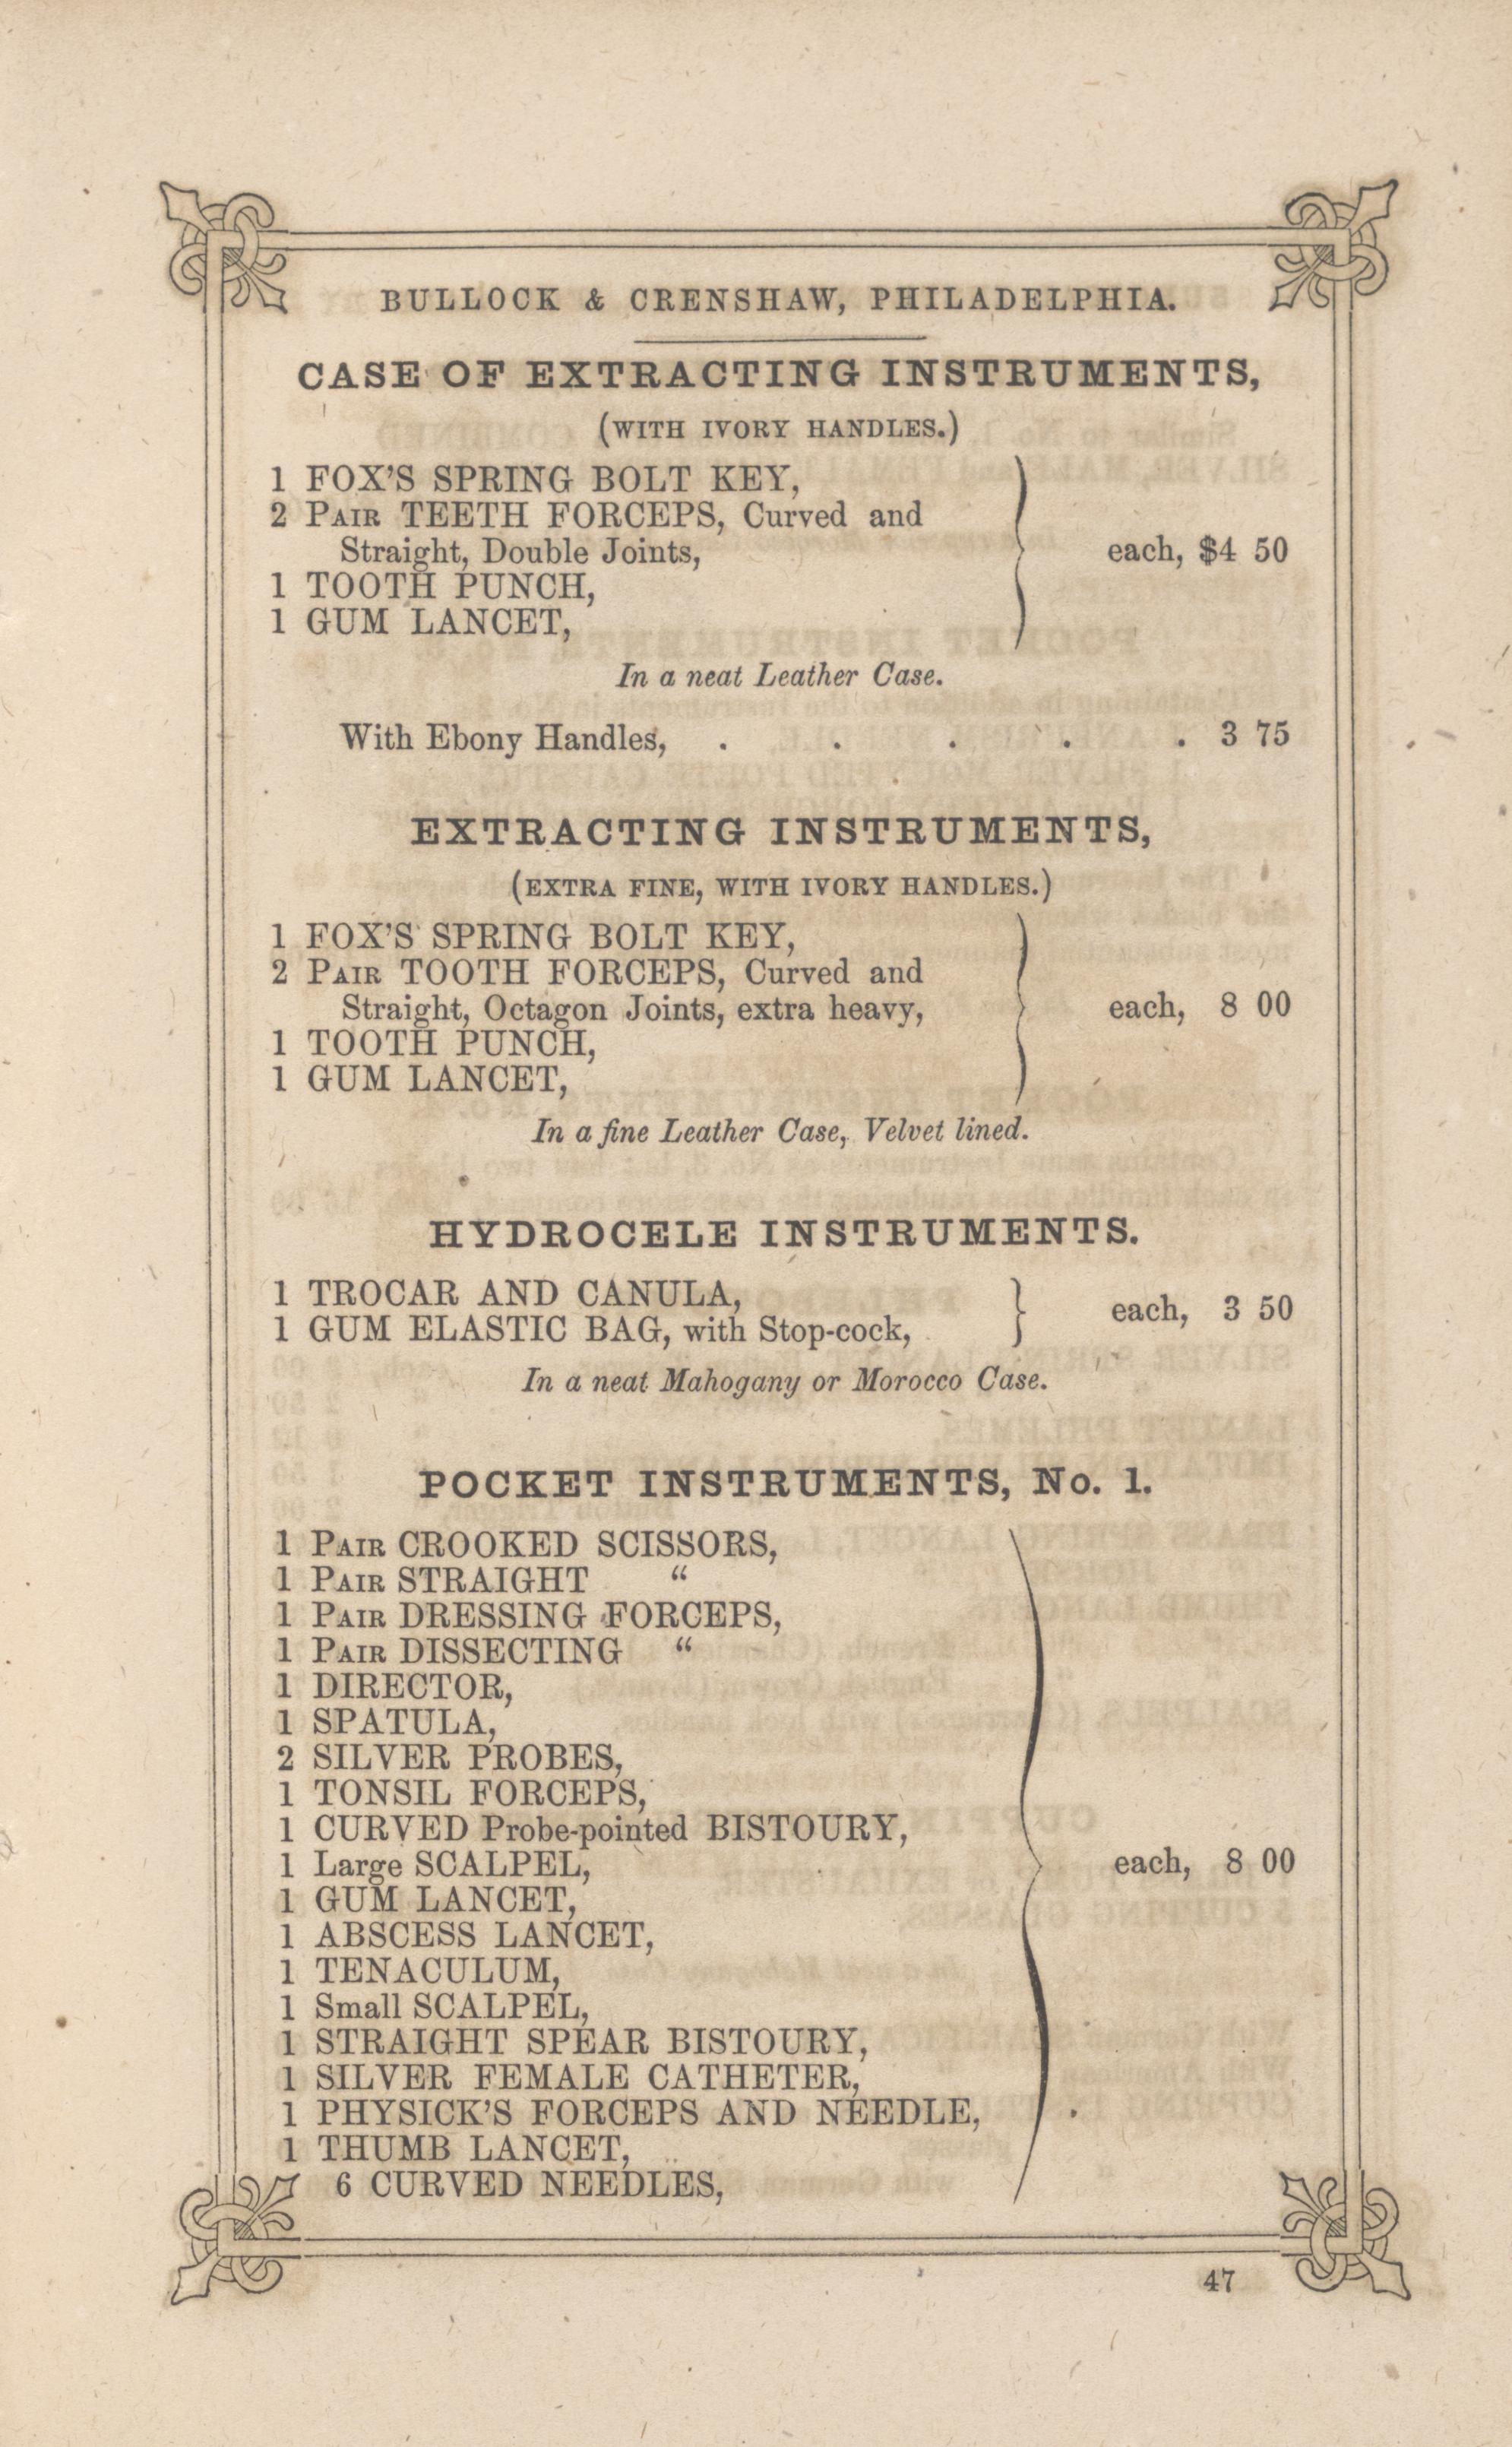 BULLOCK & CRENSHAW, PHILADELPHIA.
CASE OF EXTRACTING INSTRUMENTS,
(WITH IVORY HANDLES.)
1 FOX'S SPRING BOLT KEY,
2 PAIR TEETH FORCEPS, Curved and
Straight, Double Joints,
each, $4 50
1 TOOTH PUNCH,
1 GUM LANCET,
In a neat Leather Case.
With Ebony Handles, . . . . . 3 75
EXTRACTING INSTRUMENTS,
(EXTRA FINE, WITH IVORY HANDLES.)
1 FOX'S SPRING BOLT KEY,
2 PAIR TOOTH FORCEPS, Curved and
Straight, Octagon Joints, extra heavy,
each, 8 00
1 TOOTH PUNCH,
1 GUM LANCET,
In a fine Leather Case, Velvet lined.
HYDROCELE INSTRUMENTS.
1 TROCAR AND CANULA,
1 GUM ELASTIC BAG, with Stop-cock,
each, 3 50
In a neat Mahogany or Morocco Case.
POCKET INSTRUMENTS, No. 1.
1 PAIR CROOKED SCISSORS,
1 PAIR STRAIGHT "
1 PAIR DRESSING FORCEPS,
1 PAIR DISSECTING "
1 DIRECTOR,
1 SPATULA,
2 SILVER PROBES,
1 TONSIL FORCEPS,
1 CURVED Probe-pointed BISTOURY,
1 Large SCALPEL,
each, 8 00
1 GUM LANCET,
1 ABSCESS LANCET,
1 TENACULUM,
1 Small SCALPEL,
1 STRAIGHT SPEAR BISTOURY,
1 SILVER FEMALE CATHETER,
1 PHYSICK'S FORCEPS AND NEEDLE,
1 THUMB LANCET,
6 CURVED NEEDLES,
47